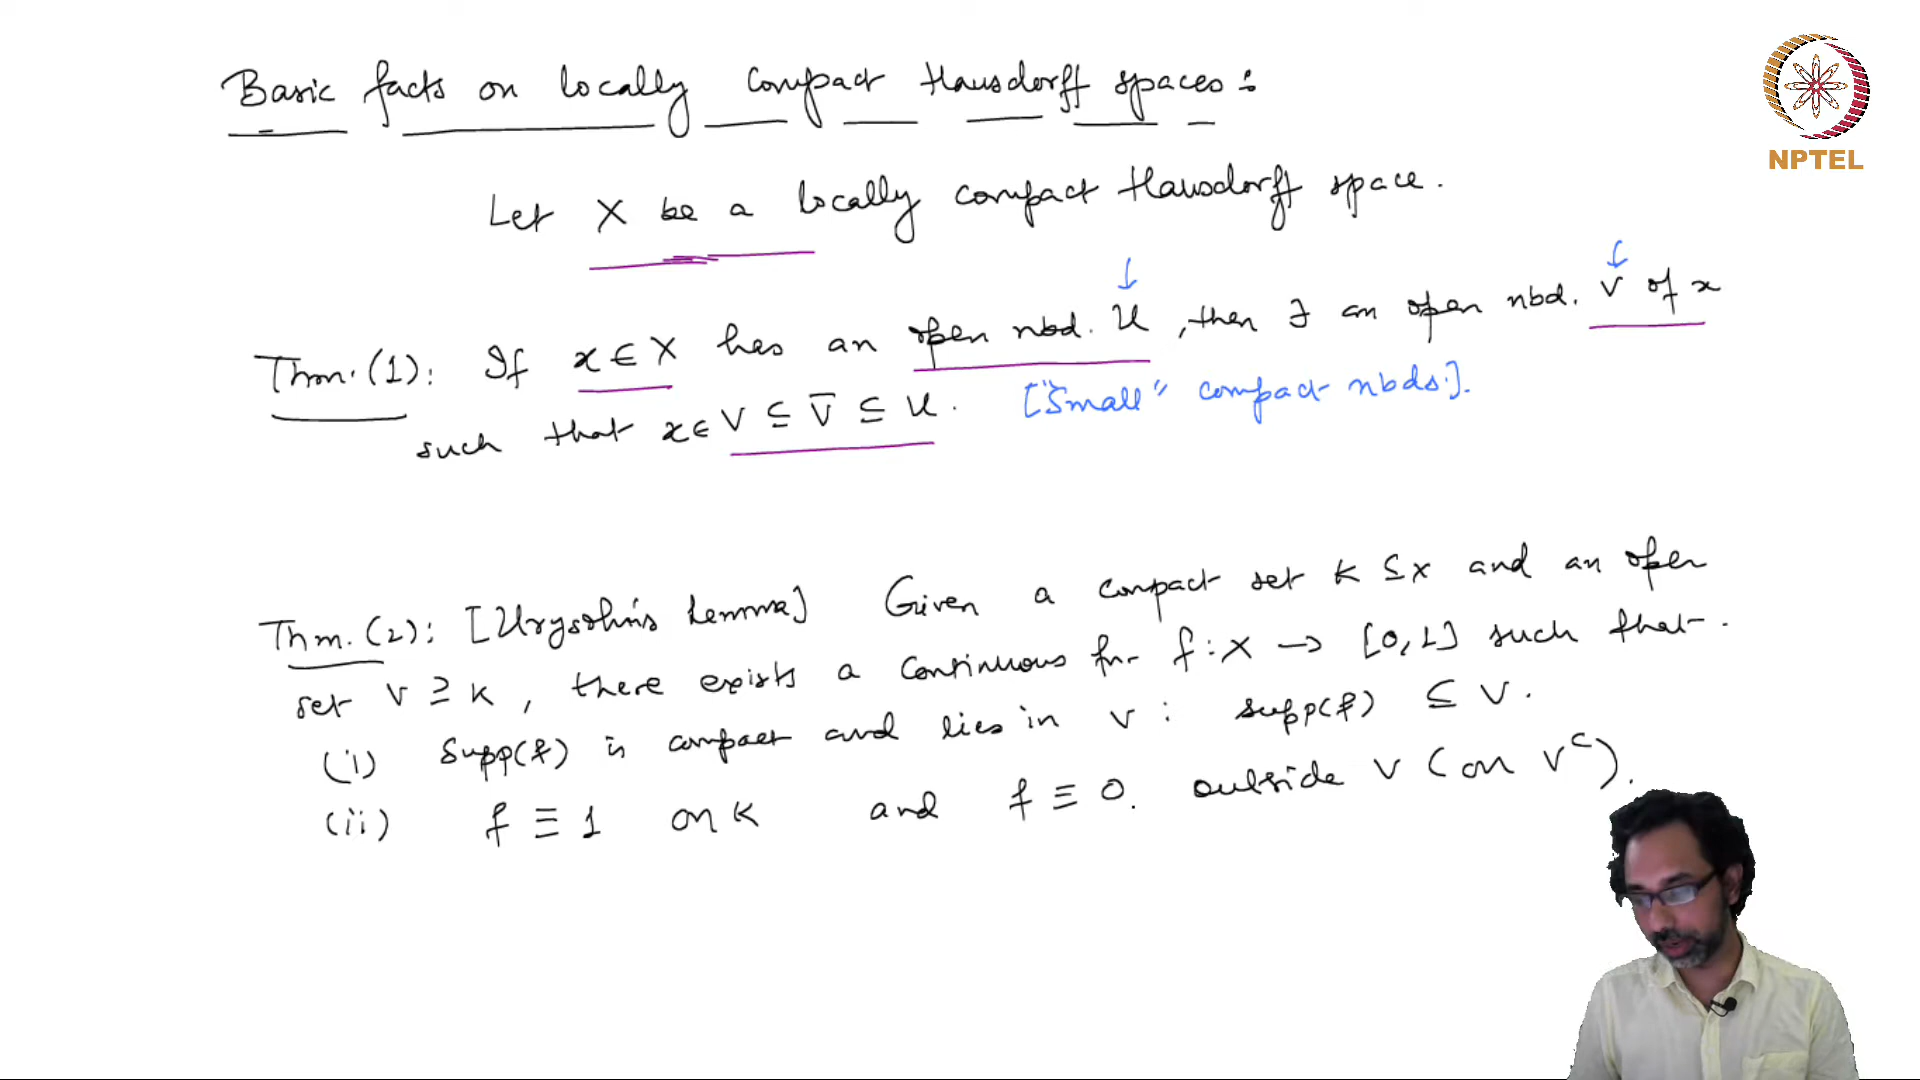 Basic facts on locally compact Hausdorff spaces :
NPTEL
Let X be a locally compact Hausdorff space.
Thm. (1): If x ∈ X has an open nbd. U, then ∃ an open nbd. V of x
such that x ∈ V ⊆ V̅ ⊆ U. ["Small" compact nbds.].
Thm. (2): [Urysohn's Lemma] Given a compact set K ⊆ X and an open
set V ⊇ K, there exists a continuous fn. f : X → [0,1] such that.
(i) Supp(f) is compact and lies in V : supp(f) ⊆ V.
(ii) f ≡ 1 on K and f ≡ 0. outside V (on Vᶜ).